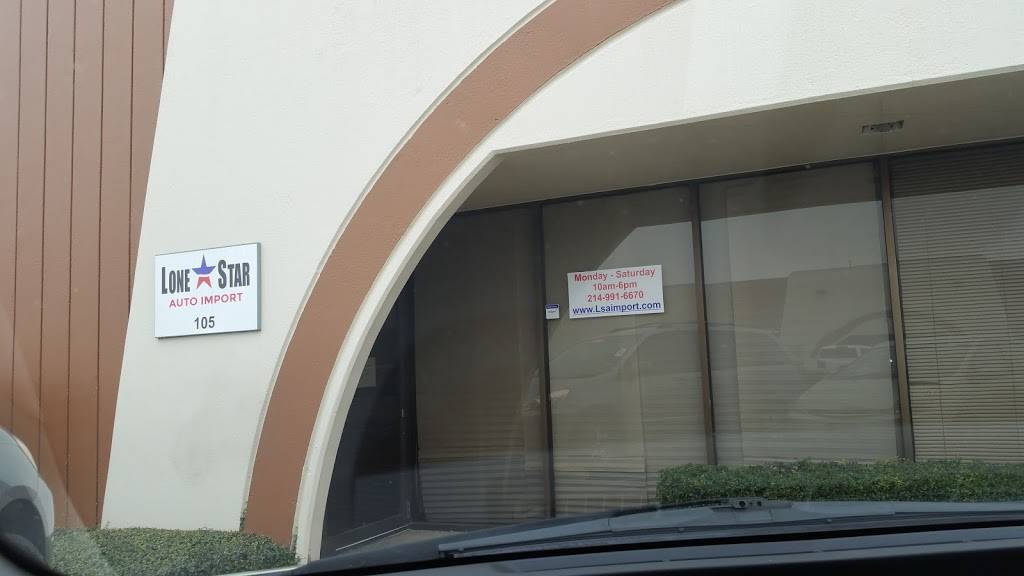 LONE STAR
AUTO IMPORT
105
Monday - Saturday
10am-6pm
214-991-6670
www.Lsaimport.com